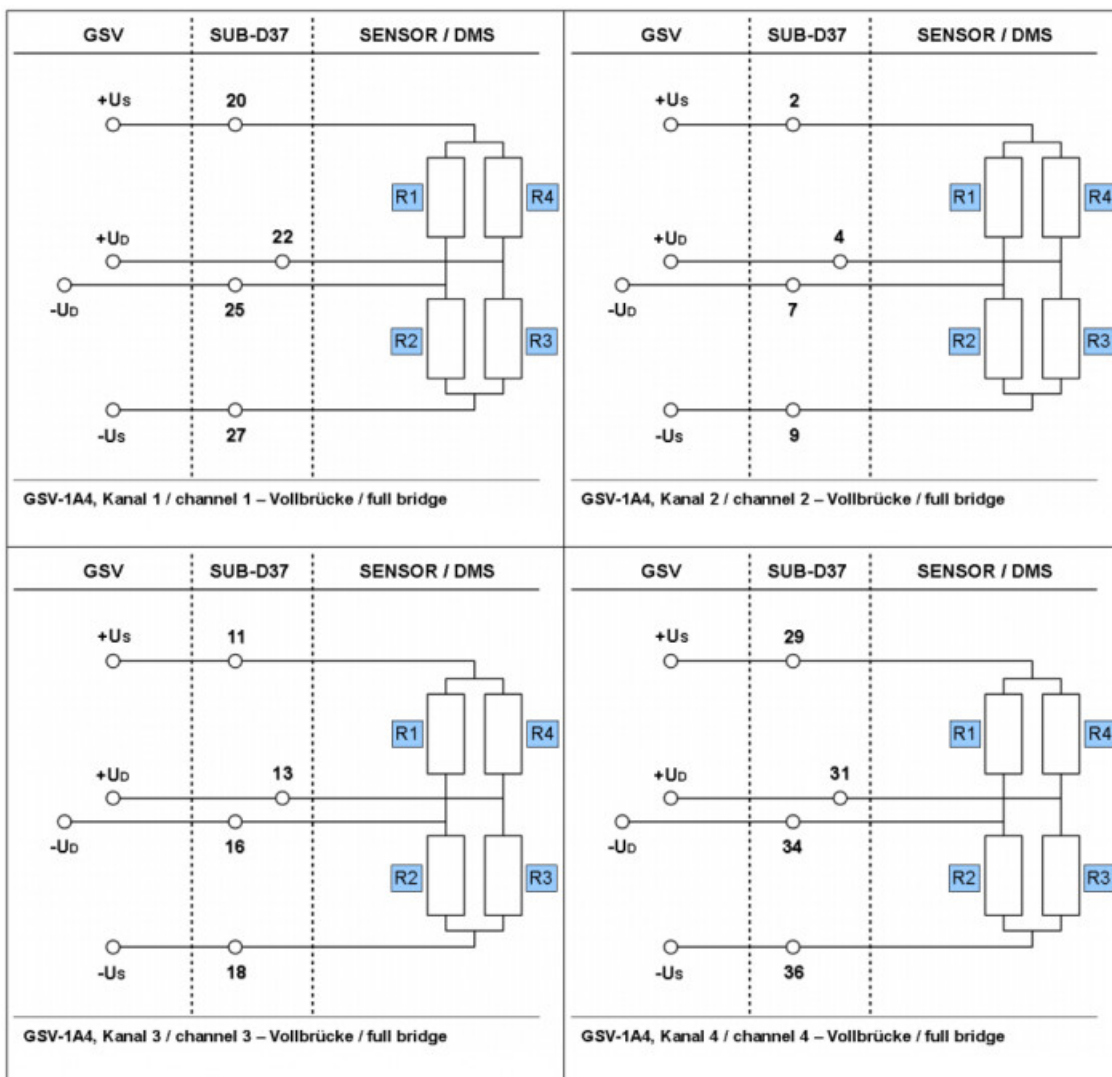 GSV SUB-D37 SENSOR / DMS
+US 20
R1 R4
+UD 22
-UD 25
R2 R3
-US 27
GSV-1A4, Kanal 1 / channel 1 – Vollbrücke / full bridge
GSV SUB-D37 SENSOR / DMS
+US 2
R1 R4
+UD 4
-UD 7
R2 R3
-US 9
GSV-1A4, Kanal 2 / channel 2 – Vollbrücke / full bridge
GSV SUB-D37 SENSOR / DMS
+US 11
R1 R4
+UD 13
-UD 16
R2 R3
-US 18
GSV-1A4, Kanal 3 / channel 3 – Vollbrücke / full bridge
GSV SUB-D37 SENSOR / DMS
+US 29
R1 R4
+UD 31
-UD 34
R2 R3
-US 36
GSV-1A4, Kanal 4 / channel 4 – Vollbrücke / full bridge